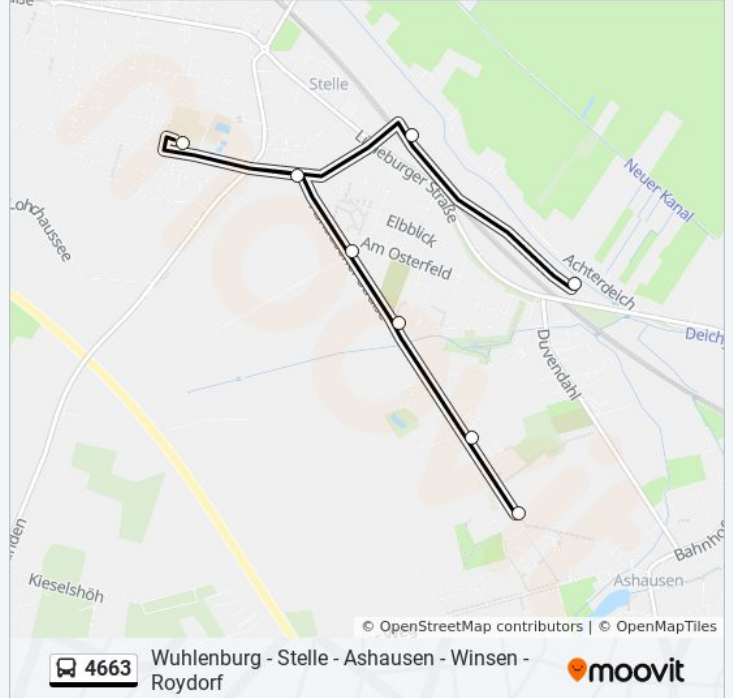 Stelle
Lohchaussee
Lüneburger Straße
Neuer Kanal
Elbblick
Am Osterfeld
Achterdeich
Duvendahl
Kieselshöh
Ashausen
© OpenStreetMap contributors | © OpenMapTiles
4663
Wuhlenburg - Stelle - Ashausen - Winsen -
Roydorf
moovit